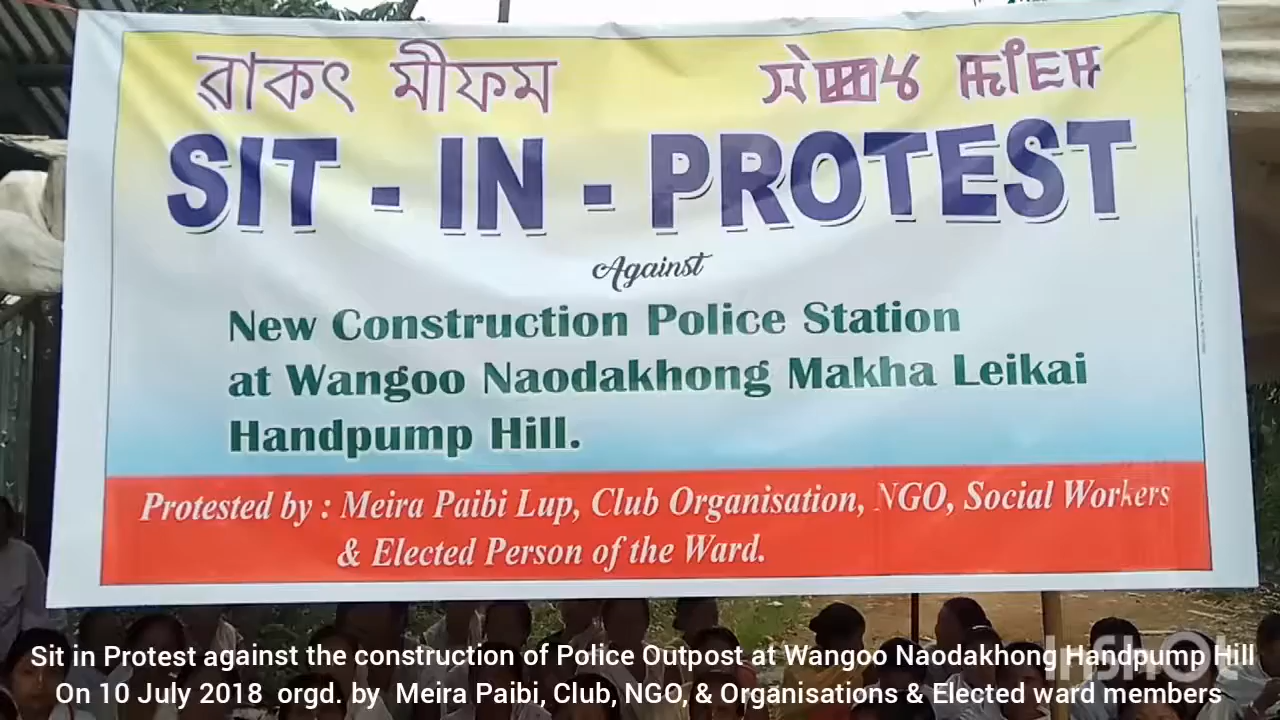 ৱাকৎ মীফম
ꯋꯥꯀꯠ ꯃꯤꯐꯝ
SIT - IN - PROTEST
Against
New Construction Police Station
at Wangoo Naodakhong Makha Leikai
Handpump Hill.
Protested by : Meira Paibi Lup, Club Organisation, NGO, Social Workers
& Elected Person of the Ward.
Sit in Protest against the construction of Police Outpost at Wangoo Naodakhong Handpump Hill
On 10 July 2018 orgd. by Meira Paibi, Club, NGO, & Organisations & Elected ward members
INSHOT